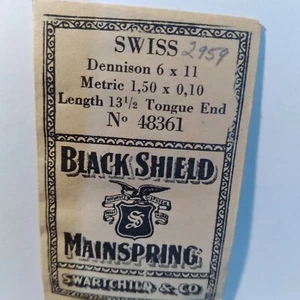 SWISS 2959
Dennison 6 x 11
Metric 1,50 x 0,10
Length 13½ Tongue End
Nº 48361
BLACK SHIELD
S
MAINSPRING
SWARTCHILD & CO